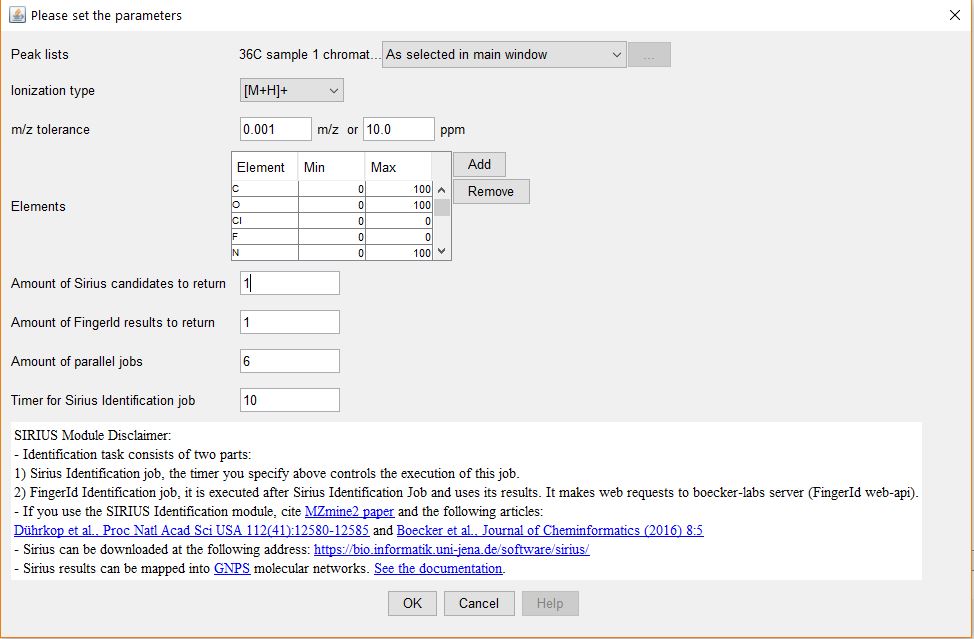 Please set the parameters
Peak lists 36C sample 1 chromat... As selected in main window ...
Ionization type [M+H]+
m/z tolerance 0.001 m/z or 10.0 ppm
Element Min Max Add
C 0 100 Remove
O 0 100
Elements Cl 0 0
F 0 0
N 0 100
Amount of Sirius candidates to return 1
Amount of FingerId results to return 1
Amount of parallel jobs 6
Timer for Sirius Identification job 10
SIRIUS Module Disclaimer:
- Identification task consists of two parts:
1) Sirius Identification job, the timer you specify above controls the execution of this job.
2) FingerId Identification job, it is executed after Sirius Identification Job and uses its results. It makes web requests to boecker-labs server (FingerId web-api).
- If you use the SIRIUS Identification module, cite MZmine2 paper and the following articles:
Dührkop et al., Proc Natl Acad Sci USA 112(41):12580-12585 and Boecker et al., Journal of Cheminformatics (2016) 8:5
- Sirius can be downloaded at the following address: https://bio.informatik.uni-jena.de/software/sirius/
- Sirius results can be mapped into GNPS molecular networks. See the documentation.
OK Cancel Help